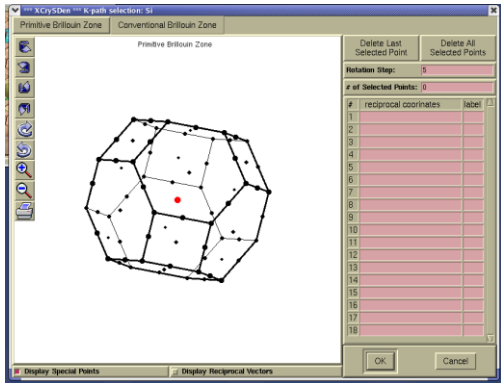 *** XCrySDen *** K-path selection: Si
Primitive Brillouin Zone
Conventional Brillouin Zone
Primitive Brillouin Zone
Delete Last
Selected Point
Delete All
Selected Points
Rotation Step: 5
# of Selected Points: 0
# reciprocal coorinates label
1
2
3
4
5
6
7
8
9
10
11
12
13
14
15
16
17
18
OK
Cancel
Display Special Points
Display Reciprocal Vectors